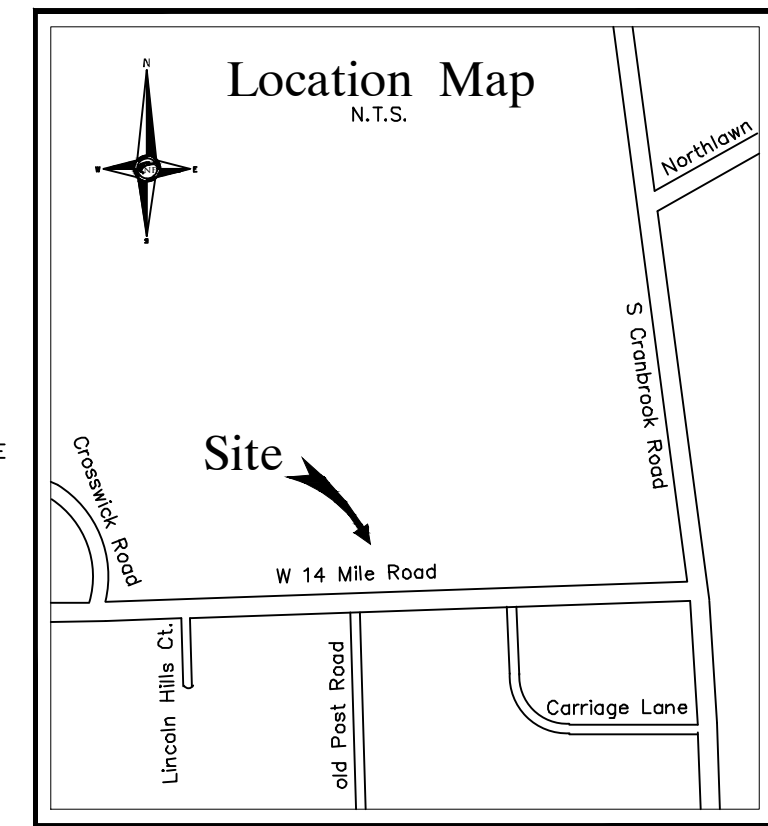 Location Map
N.T.S.
N
W
E
S
Northlawn
S Cranbrook Road
E
Crosswick Road
Site
W 14 Mile Road
Lincoln Hills Ct.
old Post Road
Carriage Lane